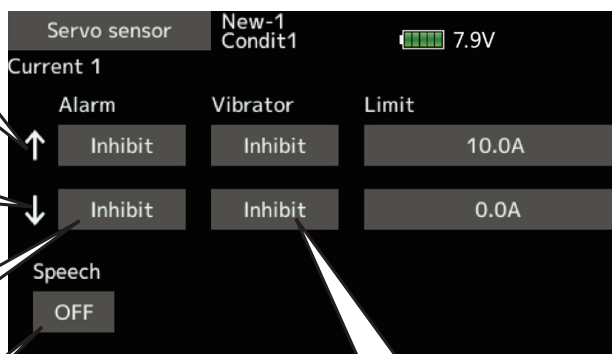 Servo sensor
New-1
Condit1
7.9V
Current 1
Alarm Vibrator Limit
↑ Inhibit Inhibit 10.0A
↓ Inhibit Inhibit 0.0A
Speech
OFF